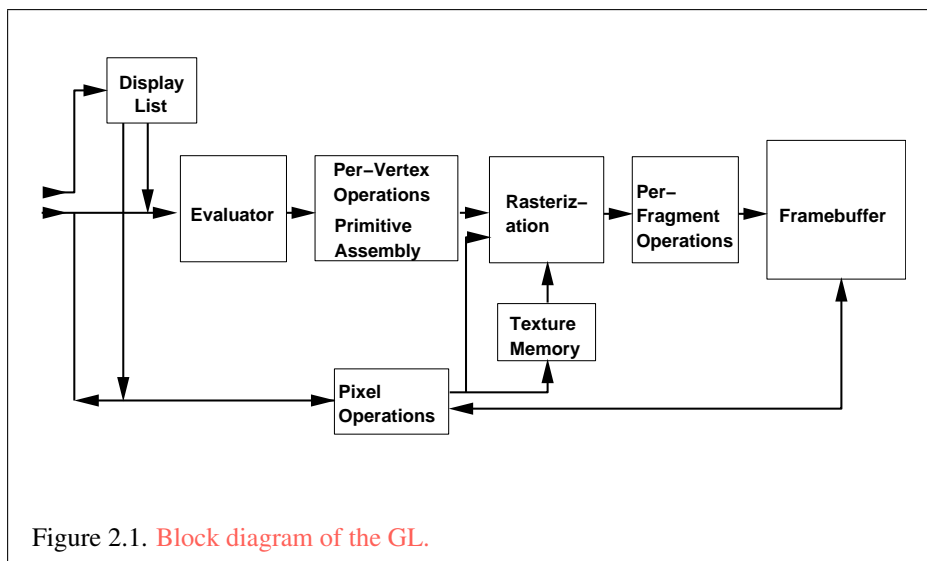 Display
List
Evaluator
Per−Vertex
Operations
Primitive
Assembly
Rasteriz−
ation
Per−
Fragment
Operations
Framebuffer
Texture
Memory
Pixel
Operations
Figure 2.1. Block diagram of the GL.